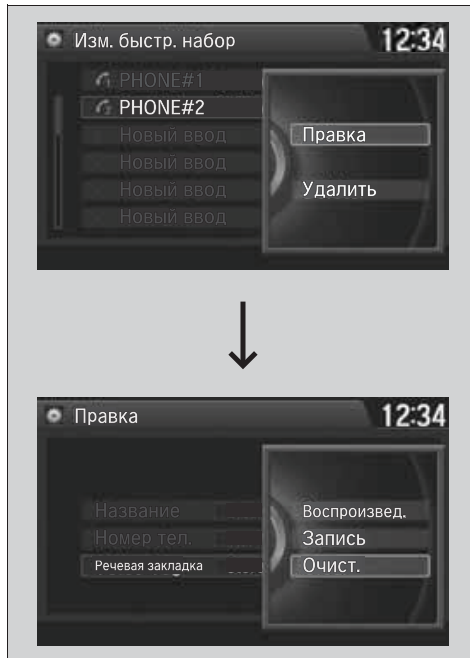 Изм. быстр. набор 12:34
PHONE#1
PHONE#2
Новый ввод
Новый ввод
Новый ввод
Новый ввод
Правка
Удалить
Правка 12:34
Название
Номер тел.
Речевая закладка
Воспроизвед.
Запись
Очист.